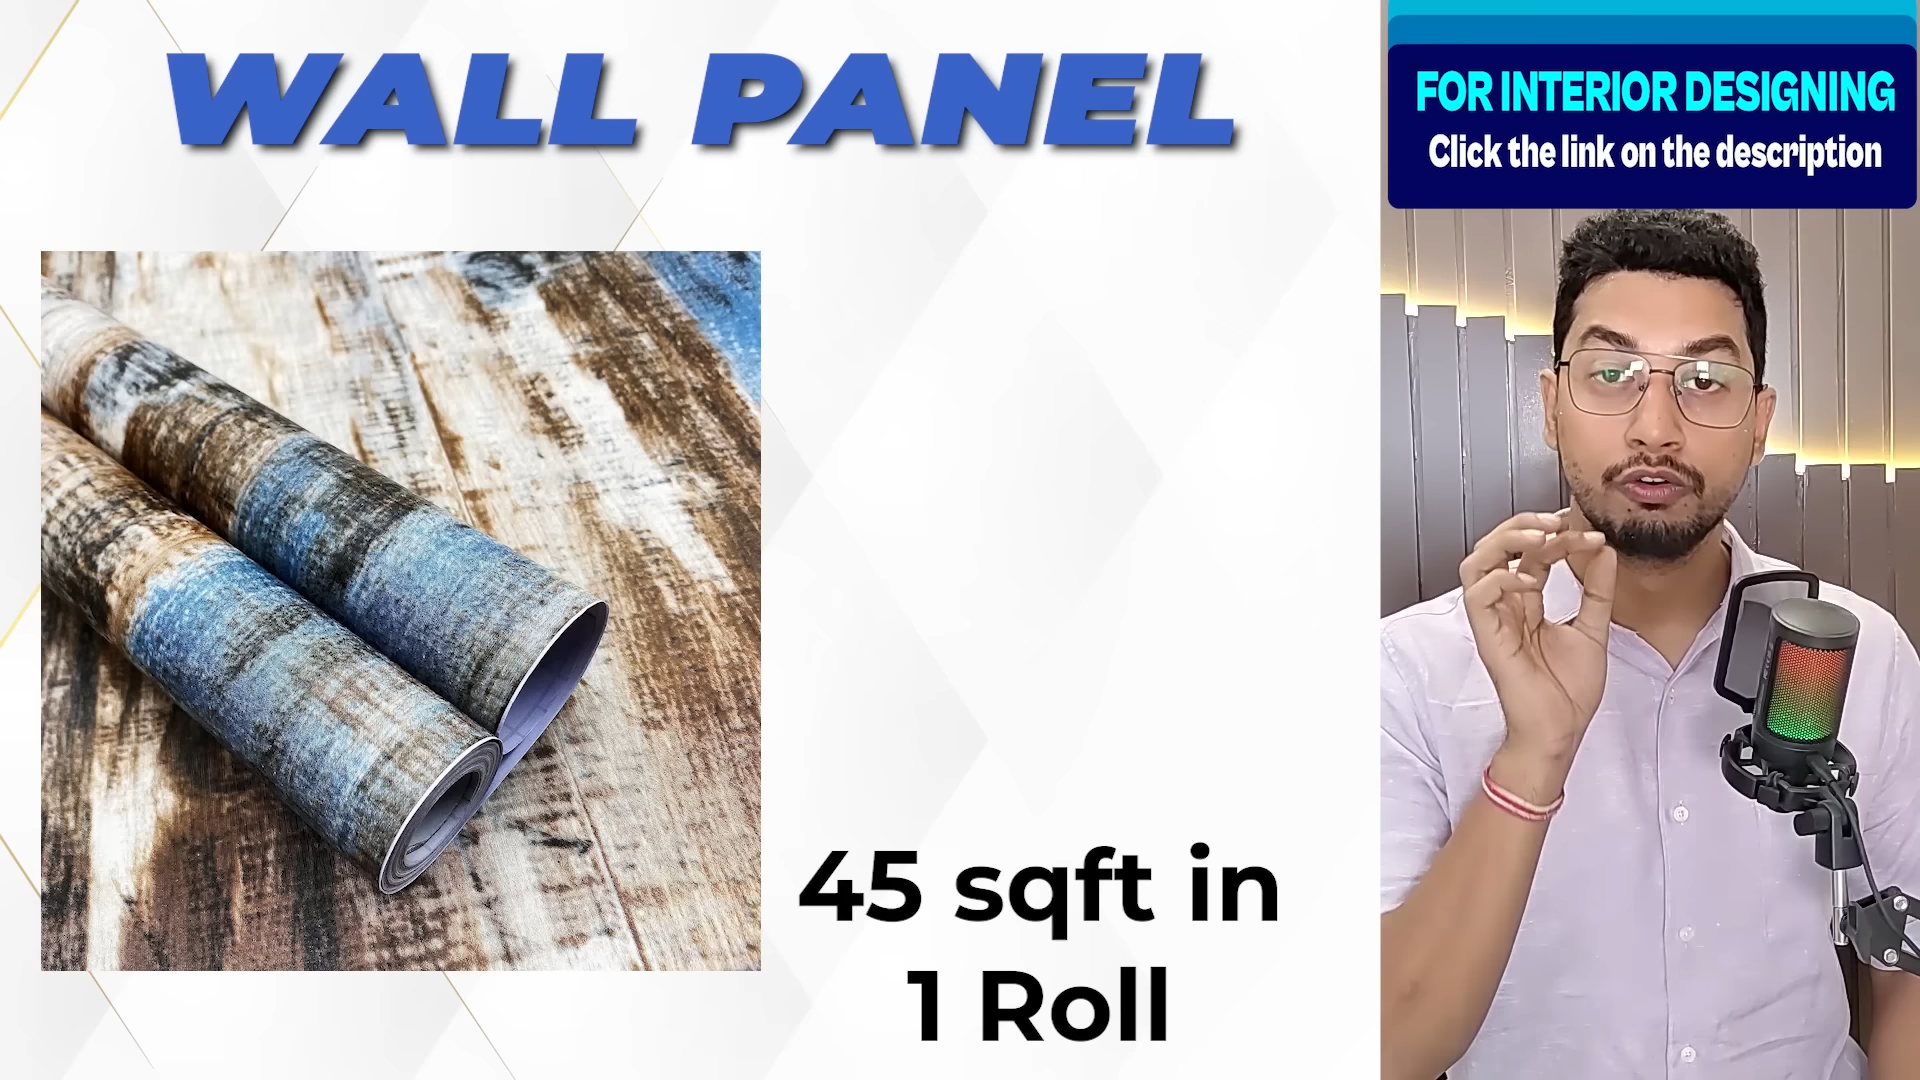 WALL PANEL
FOR INTERIOR DESIGNING
Click the link on the description
45 sqft in
1 Roll